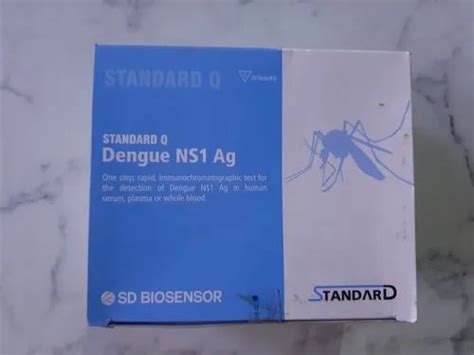 STANDARD Q
STANDARD Q
Dengue NS1 Ag
One step, rapid, immunochromatographic test for
the detection of Dengue NS1 Ag in human
serum, plasma or whole blood.
SD BIOSENSOR
STANDARD